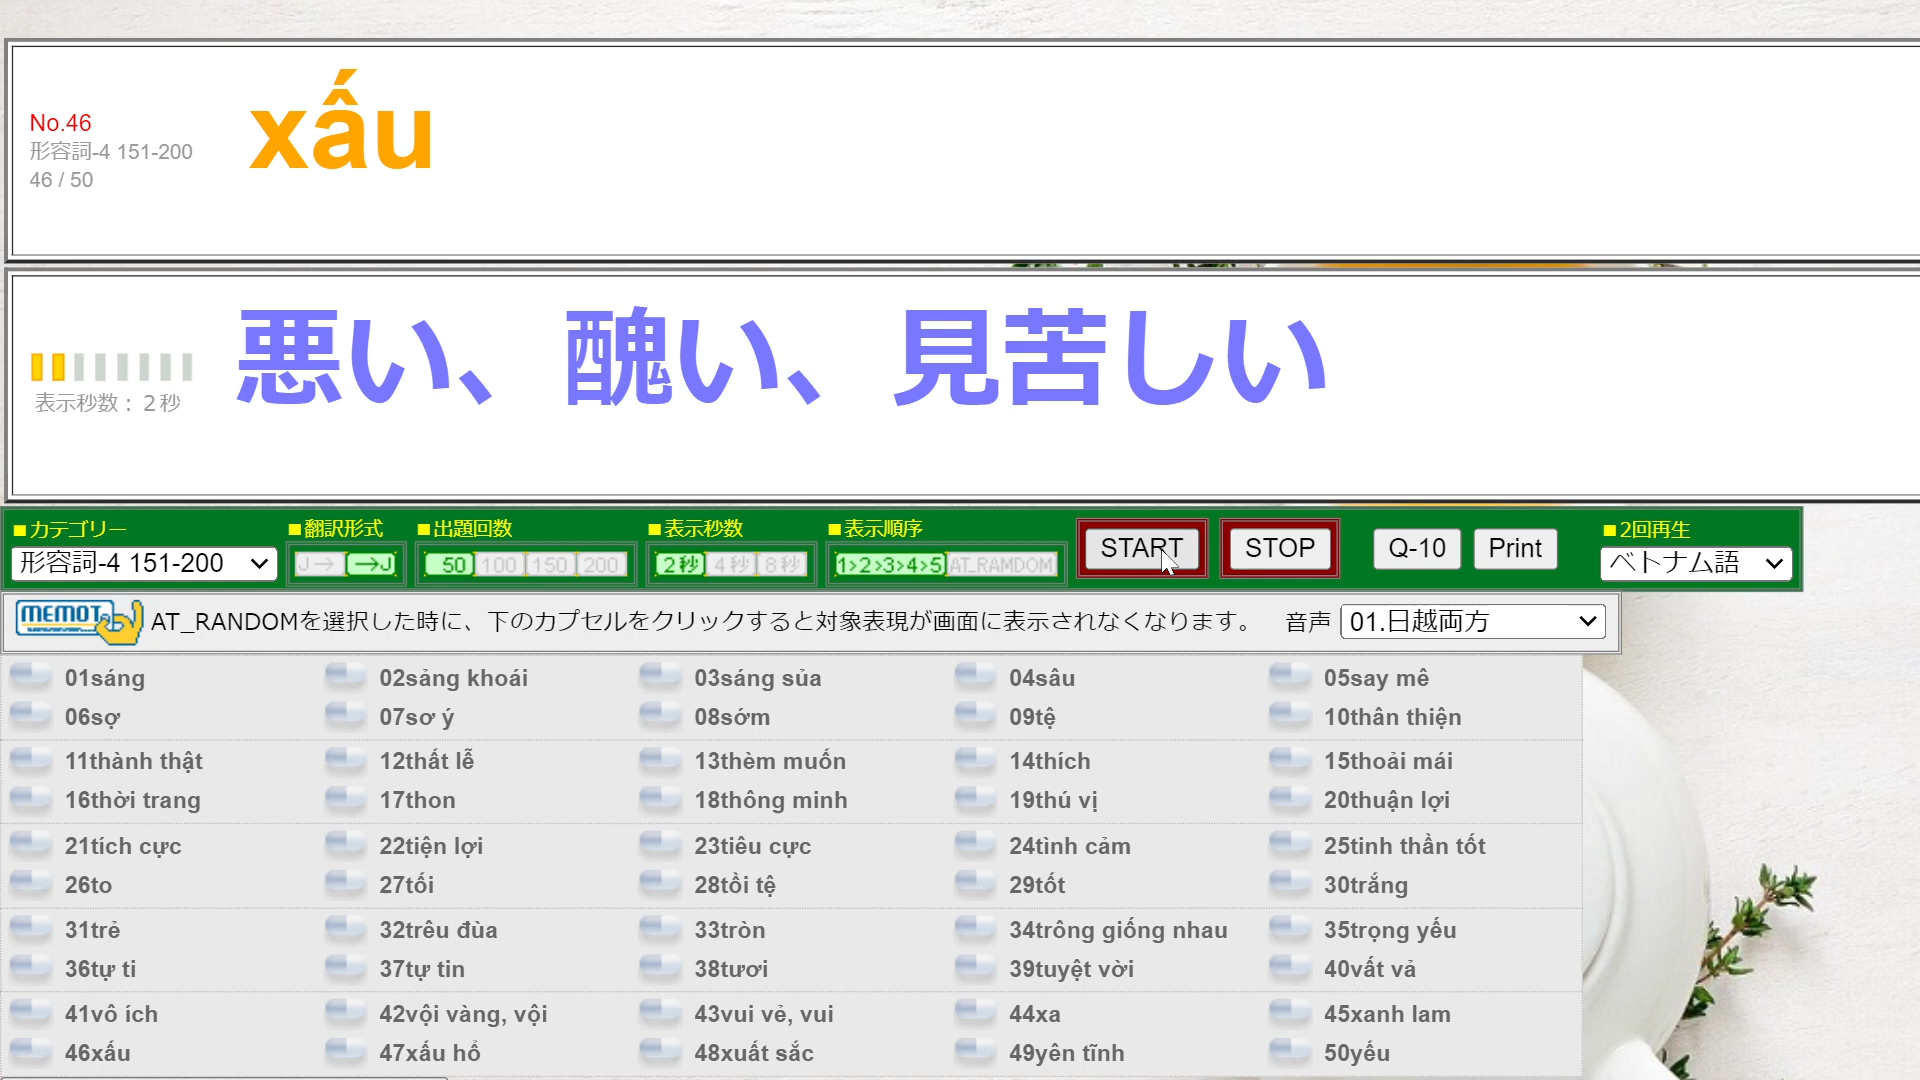 No.46
形容詞-4 151-200
46 / 50
xấu
悪い、醜い、見苦しい
表示秒数：２秒
■カテゴリー ■翻訳形式 ■出題回数 ■表示秒数 ■表示順序 ■2回再生
形容詞-4 151-200 J→ →J 50 100 150 200 2秒 4秒 8秒 1>2>3>4>5 AT_RAMDOM START STOP Q-10 Print ベトナム語
MEMOT AT_RANDOMを選択した時に、下のカプセルをクリックすると対象表現が画面に表示されなくなります。 音声 01.日越両方
01sáng 02sảng khoái 03sáng sủa 04sâu 05say mê
06sợ 07sơ ý 08sớm 09tệ 10thân thiện
11thành thật 12thất lễ 13thèm muốn 14thích 15thoải mái
16thời trang 17thon 18thông minh 19thú vị 20thuận lợi
21tích cực 22tiện lợi 23tiêu cực 24tình cảm 25tinh thần tốt
26to 27tối 28tồi tệ 29tốt 30trắng
31trẻ 32trêu đùa 33tròn 34trông giống nhau 35trọng yếu
36tự ti 37tự tin 38tươi 39tuyệt vời 40vất vả
41vô ích 42vội vàng, vội 43vui vẻ, vui 44xa 45xanh lam
46xấu 47xấu hổ 48xuất sắc 49yên tĩnh 50yếu